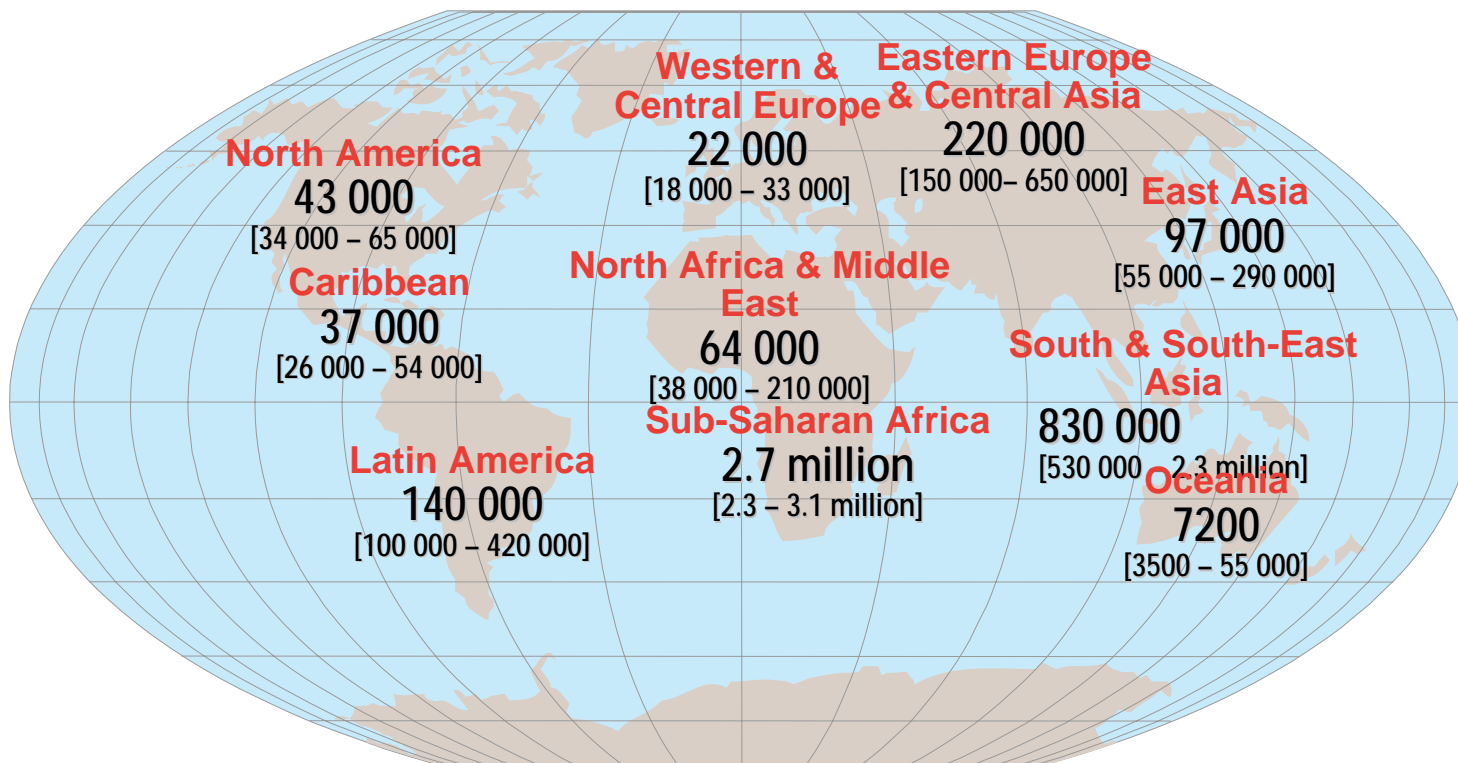 Western &
Central Europe
22 000
[18 000 – 33 000]
Eastern Europe
& Central Asia
220 000
[150 000– 650 000]
North America
43 000
[34 000 – 65 000]
East Asia
97 000
[55 000 – 290 000]
Caribbean
37 000
[26 000 – 54 000]
North Africa & Middle
East
64 000
[38 000 – 210 000]
South & South-East
Asia
830 000
[530 000 – 2.3 million]
Sub-Saharan Africa
2.7 million
[2.3 – 3.1 million]
Latin America
140 000
[100 000 – 420 000]
Oceania
7200
[3500 – 55 000]